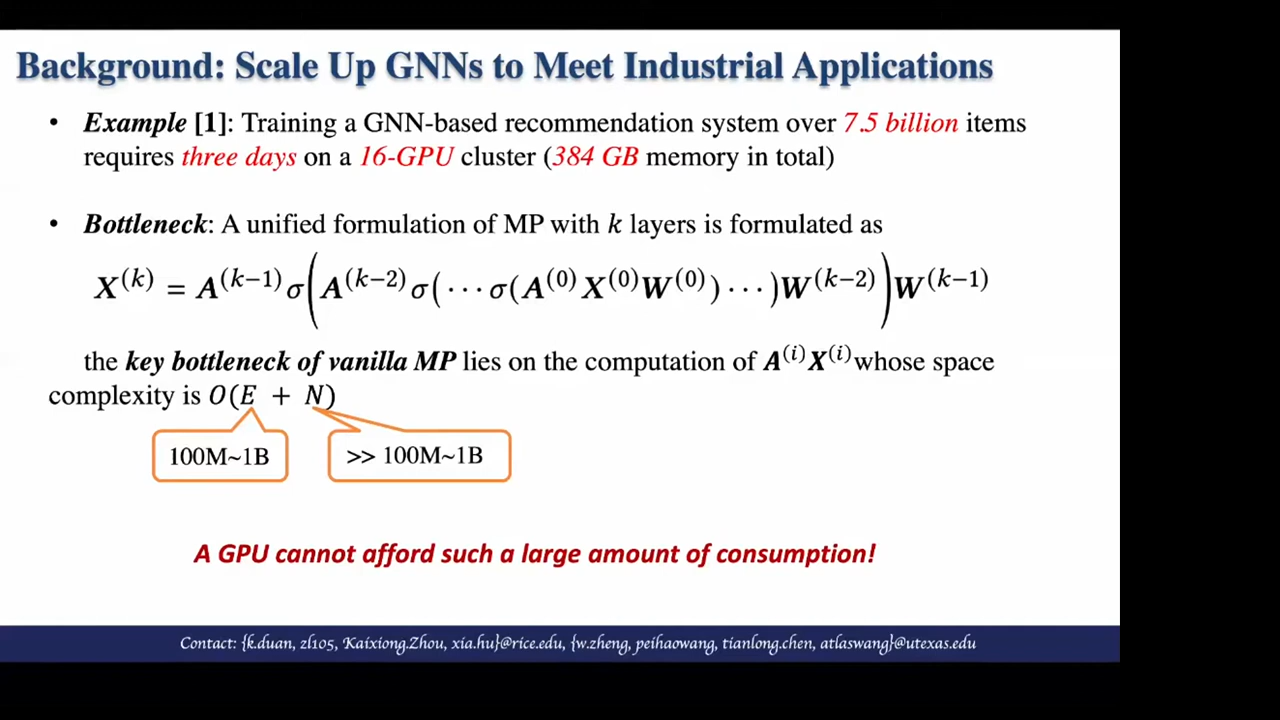 Background: Scale Up GNNs to Meet Industrial Applications
• Example [1]: Training a GNN-based recommendation system over 7.5 billion items
requires three days on a 16-GPU cluster (384 GB memory in total)
• Bottleneck: A unified formulation of MP with k layers is formulated as
X^(k) = A^(k−1)σ(A^(k−2)σ(⋯σ(A^(0)X^(0)W^(0))⋯)W^(k−2))W^(k−1)
the key bottleneck of vanilla MP lies on the computation of A^(i)X^(i) whose space
complexity is O(E + N)
100M~1B
>> 100M~1B
A GPU cannot afford such a large amount of consumption!
Contact: {k.duan, zl105, Kaixiong.Zhou, xia.hu}@rice.edu, {w.zheng, peihaowang, tianlong.chen, atlaswang}@utexas.edu